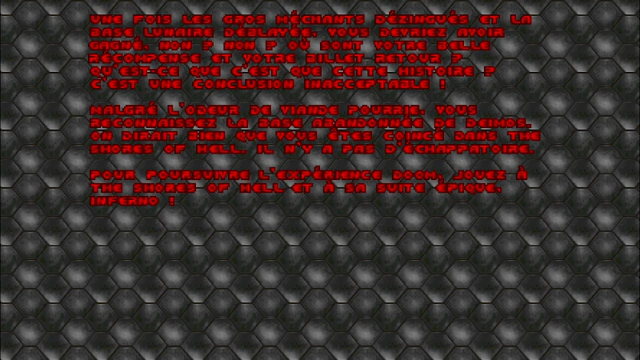 UNE FOIS LES GROS MÉCHANTS DÉZINGUÉS ET LA
BASE LUNAIRE DÉBLAYÉE, VOUS DEVRIEZ AVOIR
GAGNÉ, NON ? NON ? OÙ SONT VOTRE BELLE
RÉCOMPENSE ET VOTRE BILLET RETOUR ?
QU'EST-CE QUE C'EST QUE CETTE HISTOIRE ?
C'EST UNE CONCLUSION INACCEPTABLE !
MALGRÉ L'ODEUR DE VIANDE POURRIE, VOUS
RECONNAISSEZ LA BASE ABANDONNÉE DE DEIMOS.
ON DIRAIT BIEN QUE VOUS ÊTES COINCÉ DANS THE
SHORES OF HELL. IL N'Y A PAS D'ÉCHAPPATOIRE.
POUR POURSUIVRE L'EXPÉRIENCE DOOM, JOUEZ À
THE SHORES OF HELL ET À SA SUITE ÉPIQUE,
INFERNO !